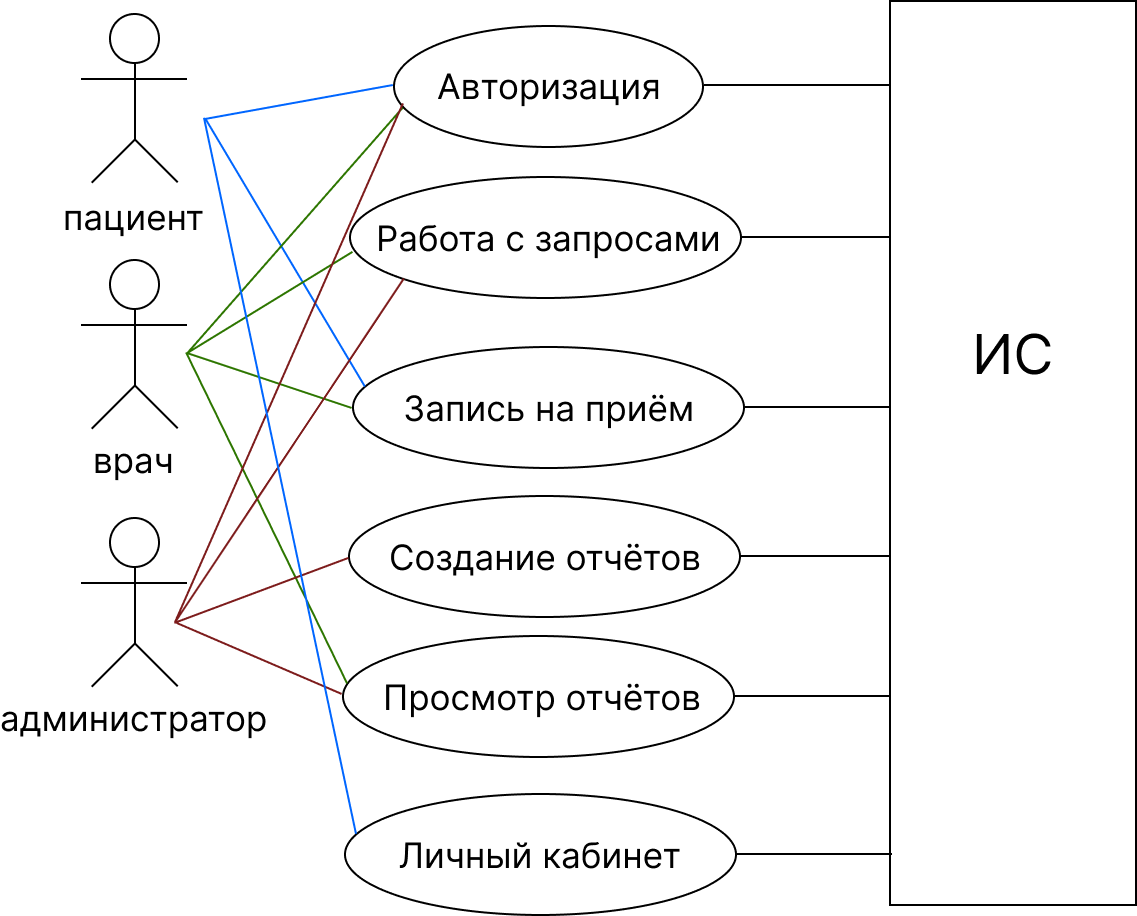 пациент
врач
администратор
Авторизация
Работа с запросами
Запись на приём
Создание отчётов
Просмотр отчётов
Личный кабинет
ИС